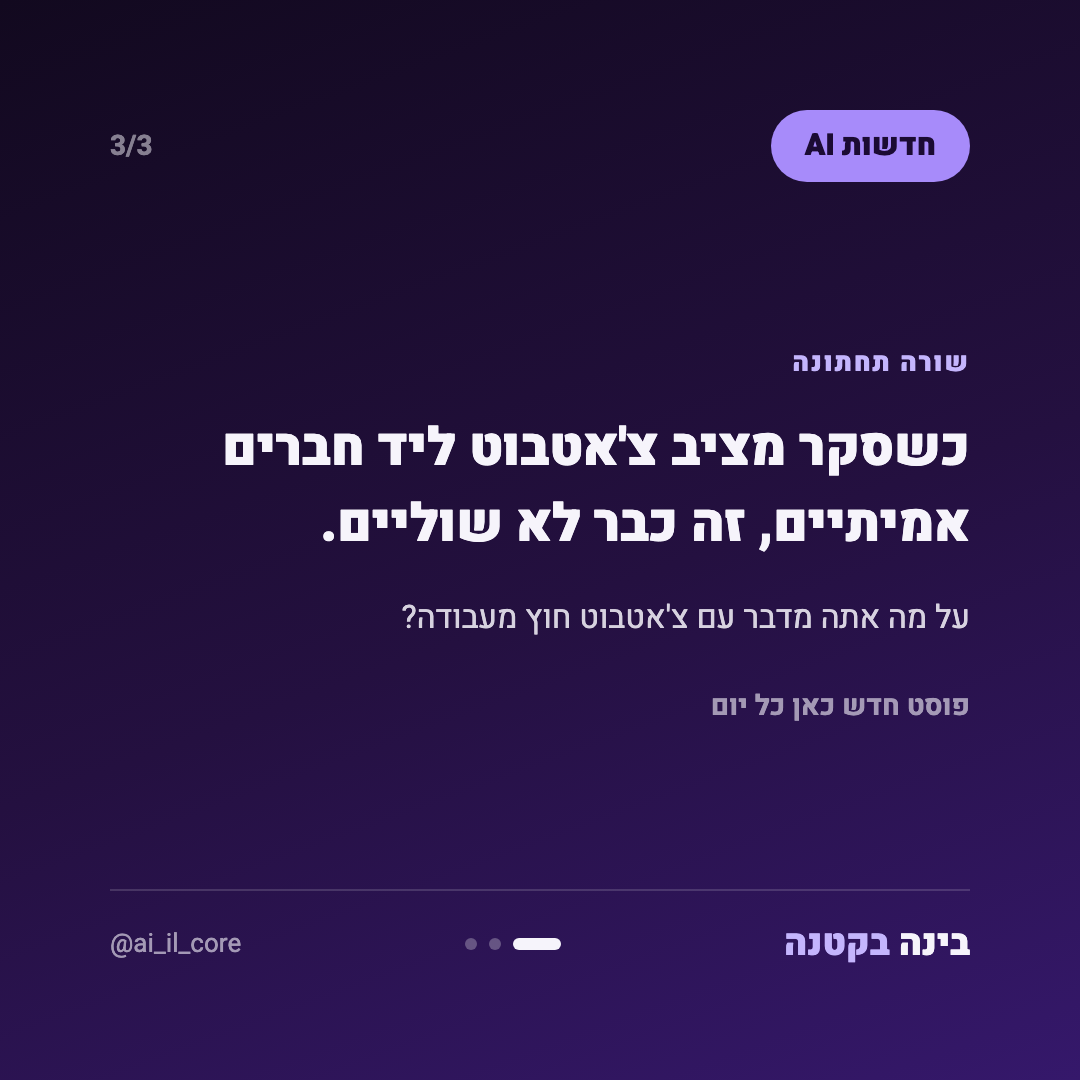 חדשות AI
3/3
שורה תחתונה
כשסקר מציב צ'אטבוט ליד חברים
אמיתיים, זה כבר לא שוליים.
על מה אתה מדבר עם צ'אטבוט חוץ מעבודה?
פוסט חדש כאן כל יום
בינה בקטנה
@ai_il_core